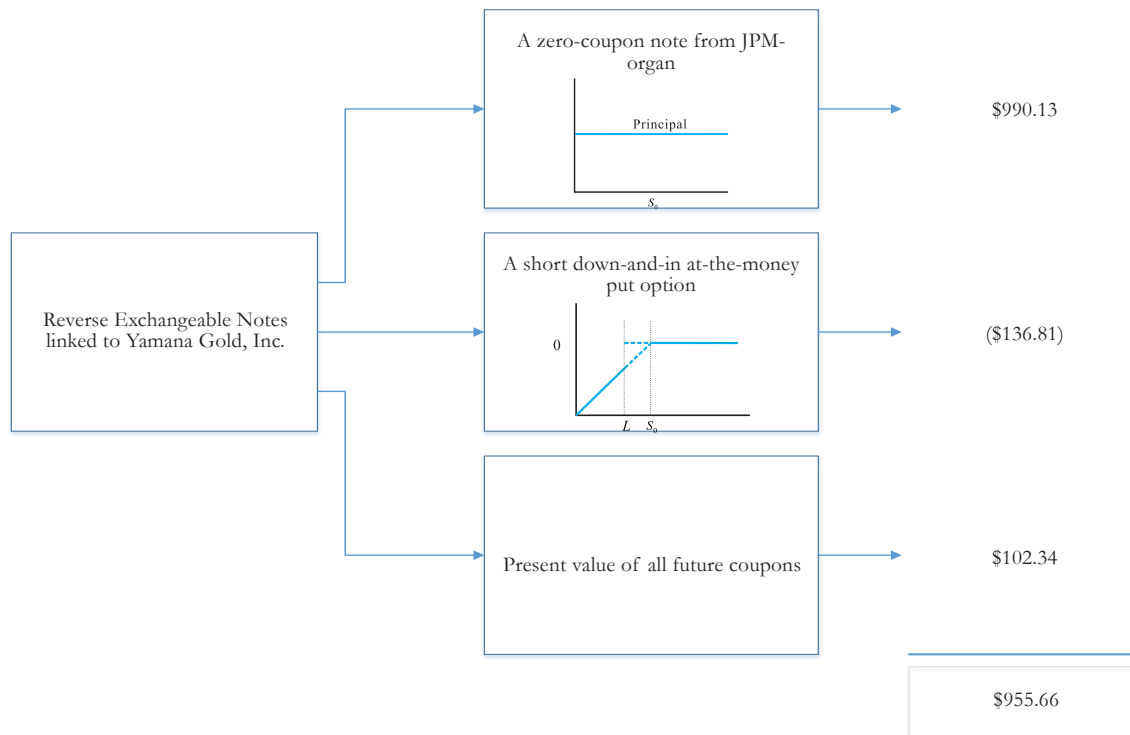 A zero-coupon note from JPM-
organ
Principal
S₀
$990.13
Reverse Exchangeable Notes
linked to Yamana Gold, Inc.
A short down-and-in at-the-money
put option
0
L
S₀
($136.81)
Present value of all future coupons
$102.34
$955.66